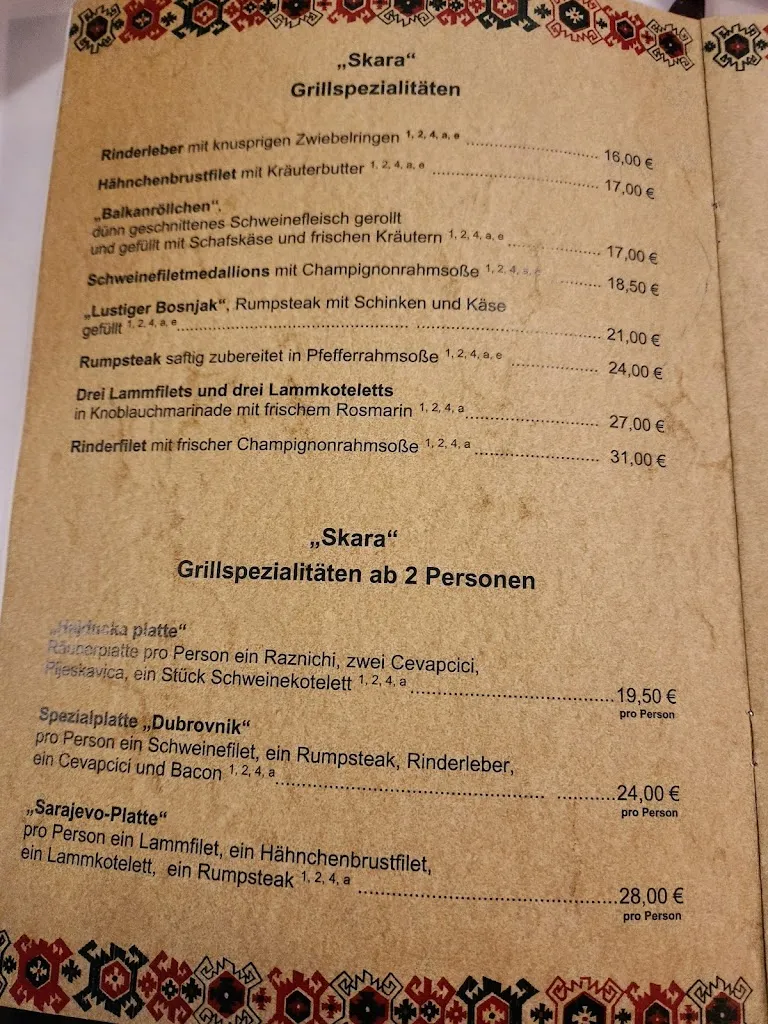 „Skara“
Grillspezialitäten
Rinderleber mit knusprigen Zwiebelringen 1, 2, 4, a, e ........ 16,00 €
Hähnchenbrustfilet mit Kräuterbutter 1, 2, 4, a, e ........ 17,00 €
„Balkanröllchen“,
dünn geschnittenes Schweinefleisch gerollt
und gefüllt mit Schafskäse und frischen Kräutern 1, 2, 4, a, e ........ 17,00 €
Schweinefiletmedallions mit Champignonrahmsoße 1, 2, 4, ........ 18,50 €
„Lustiger Bosnjak“, Rumpsteak mit Schinken und Käse
gefüllt 1, 2, 4, a, e ........ 21,00 €
Rumpsteak saftig zubereitet in Pfefferrahmsoße 1, 2, 4, a, e ........ 24,00 €
Drei Lammfilets und drei Lammkoteletts
in Knoblauchmarinade mit frischem Rosmarin 1, 2, 4, a ........ 27,00 €
Rinderfilet mit frischer Champignonrahmsoße 1, 2, 4, a ........ 31,00 €
„Skara“
Grillspezialitäten ab 2 Personen
„Hajducka platte“
Räuberplatte pro Person ein Raznichi, zwei Cevapcici,
Pljeskavica, ein Stück Schweinekotelett 1, 2, 4, a ........ 19,50 €
pro Person
Spezialplatte „Dubrovnik“
pro Person ein Schweinefilet, ein Rumpsteak, Rinderleber,
ein Cevapcici und Bacon 1, 2, 4, a ........ 24,00 €
pro Person
„Sarajevo-Platte“
pro Person ein Lammfilet, ein Hähnchenbrustfilet,
ein Lammkotelett, ein Rumpsteak 1, 2, 4, a ........ 28,00 €
pro Person